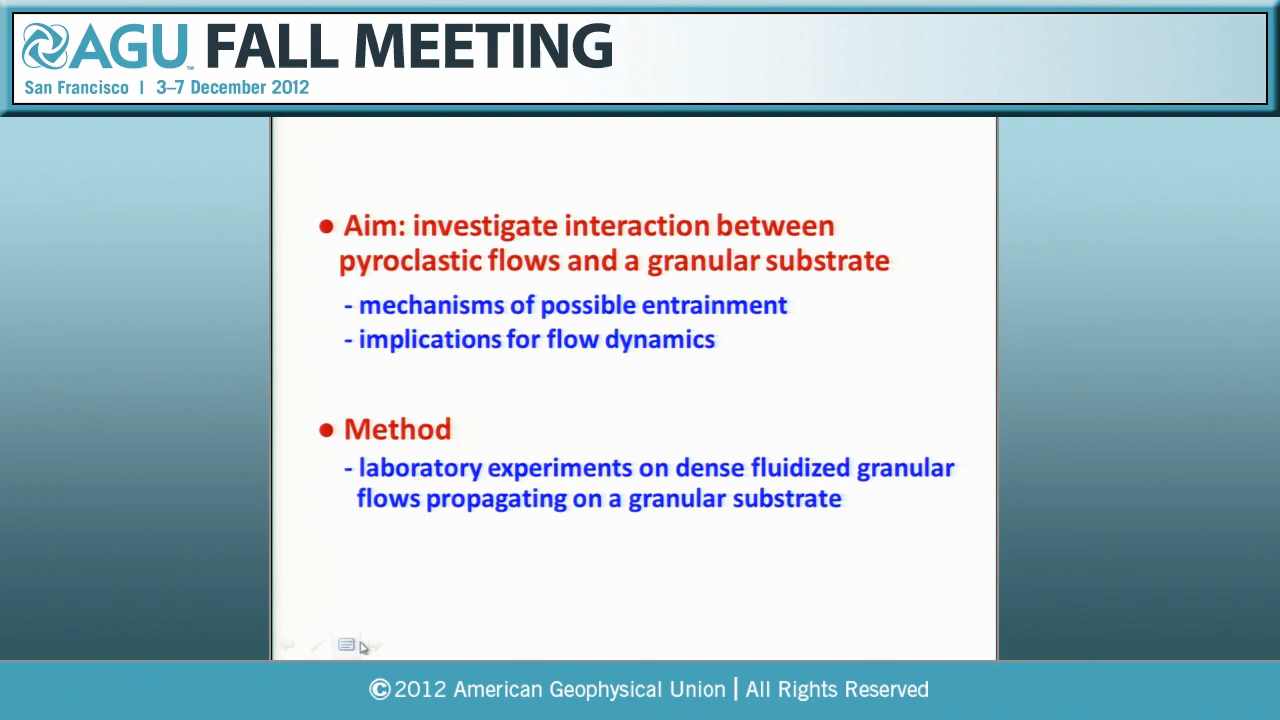 AGU™ FALL MEETING
San Francisco | 3–7 December 2012
● Aim: investigate interaction between
pyroclastic flows and a granular substrate
- mechanisms of possible entrainment
- implications for flow dynamics
● Method
- laboratory experiments on dense fluidized granular
flows propagating on a granular substrate
©2012 American Geophysical Union | All Rights Reserved